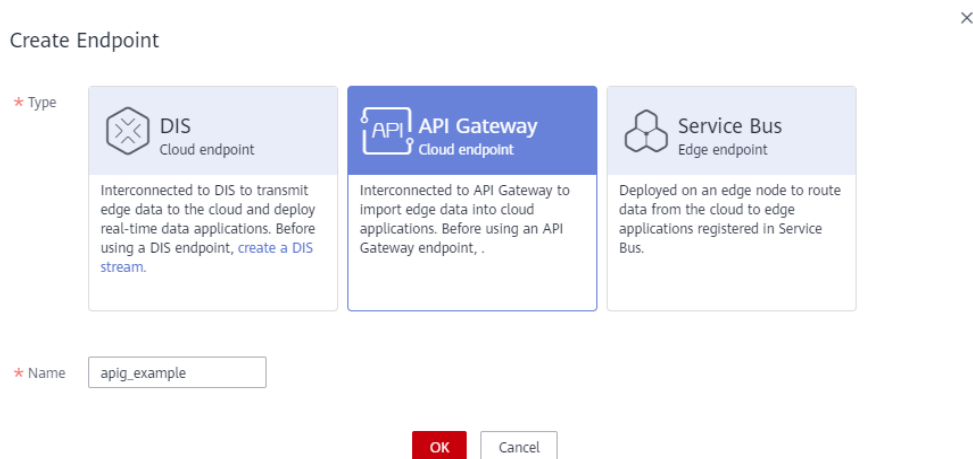 ×
Create Endpoint
* Type
DIS
Cloud endpoint
Interconnected to DIS to transmit
edge data to the cloud and deploy
real-time data applications. Before
using a DIS endpoint, create a DIS
stream.
API
API Gateway
Cloud endpoint
Interconnected to API Gateway to
import edge data into cloud
applications. Before using an API
Gateway endpoint, .
Service Bus
Edge endpoint
Deployed on an edge node to route
data from the cloud to edge
applications registered in Service
Bus.
* Name
apig_example
OK
Cancel